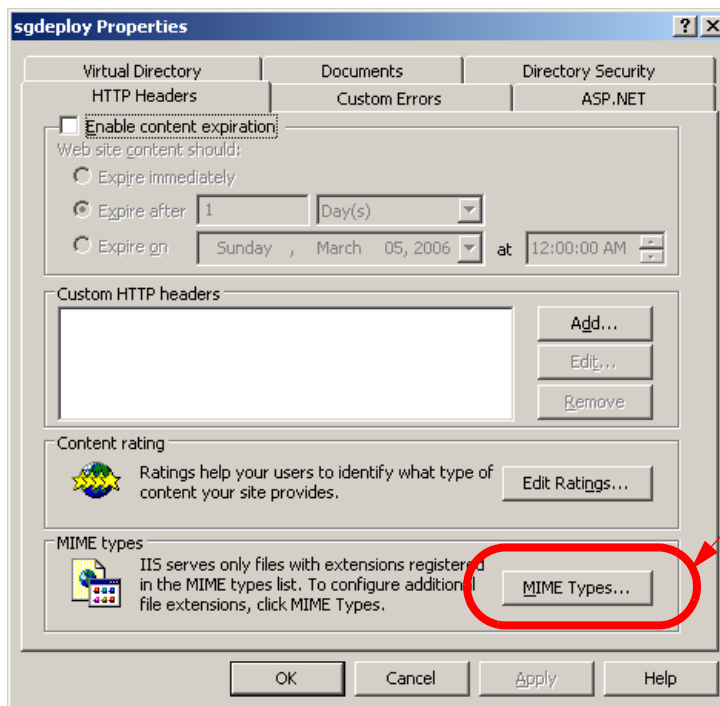 sgdeploy Properties
Virtual Directory Documents Directory Security
HTTP Headers Custom Errors ASP.NET
Enable content expiration
Web site content should:
Expire immediately
Expire after 1 Day(s)
Expire on Sunday , March 05, 2006 at 12:00:00 AM
Custom HTTP headers
Add...
Edit...
Remove
Content rating
Ratings help your users to identify what type of
content your site provides.
Edit Ratings...
MIME types
IIS serves only files with extensions registered
in the MIME types list. To configure additional
file extensions, click MIME Types.
MIME Types...
OK Cancel Apply Help